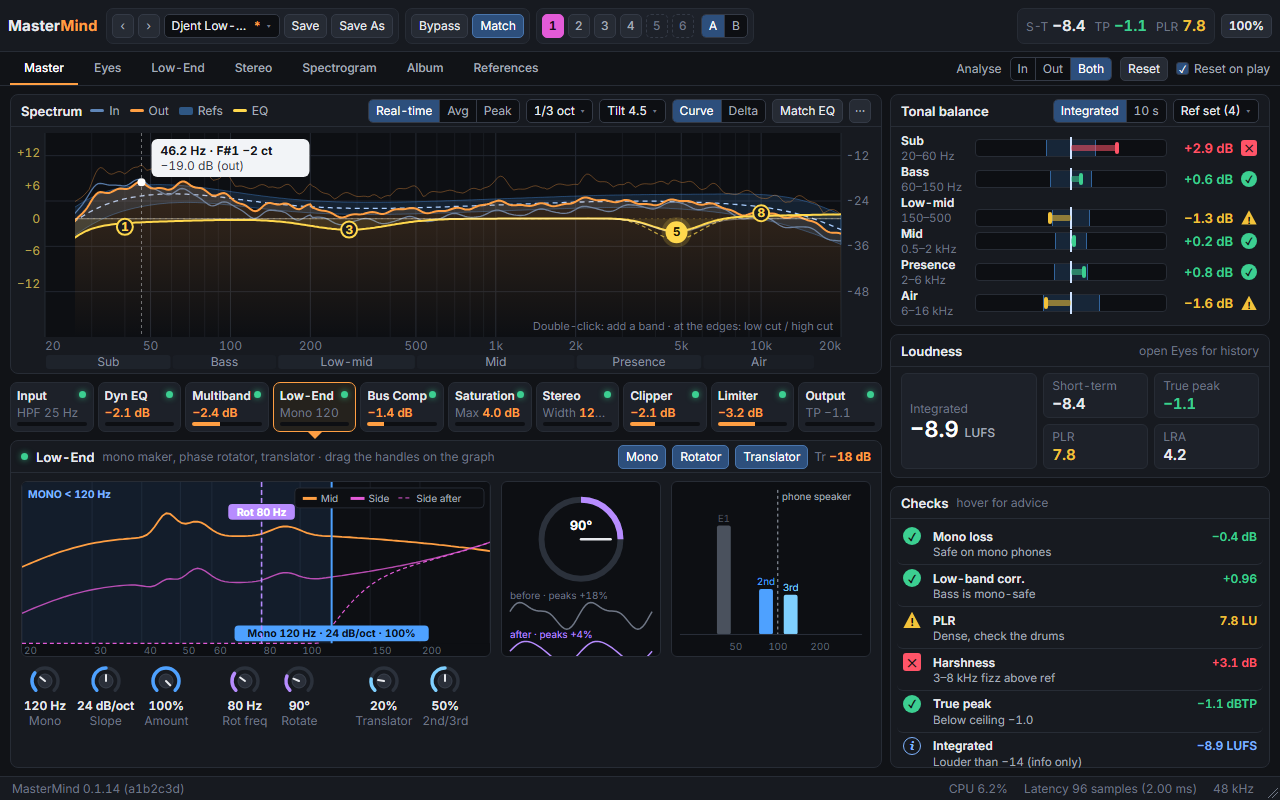 MasterMind
‹ › Djent Low-... * Save Save As Bypass Match 1 2 3 4 5 6 A B
S-T −8.4 TP −1.1 PLR 7.8 100%
Master Eyes Low-End Stereo Spectrogram Album References
Analyse In Out Both Reset Reset on play
Spectrum In Out Refs EQ
Real-time Avg Peak 1/3 oct Tilt 4.5 Curve Delta Match EQ ...
46.2 Hz · F#1 −2 ct
−19.0 dB (out)
+12 −12
+6 −24
0
−6 −36
−12 −48
1 3 5 8
Double-click: add a band · at the edges: low cut / high cut
20 50 100 200 500 1k 2k 5k 10k 20k
Sub Bass Low-mid Mid Presence Air
Input
HPF 25 Hz
Dyn EQ
−2.1 dB
Multiband
−2.4 dB
Low-End
Mono 120
Bus Comp
−1.4 dB
Saturation
Max 4.0 dB
Stereo
Width 12...
Clipper
−2.1 dB
Limiter
−3.2 dB
Output
TP −1.1
Low-End mono maker, phase rotator, translator · drag the handles on the graph
Mono Rotator Translator Tr −18 dB
MONO < 120 Hz
Mid Side Side after
Rot 80 Hz
Mono 120 Hz · 24 dB/oct · 100%
20 30 40 50 60 80 100 150 200
90°
before · peaks +18%
after · peaks +4%
phone speaker
E1
2nd 3rd
50 100 200
120 Hz
Mono
24 dB/oct
Slope
100%
Amount
80 Hz
Rot freq
90°
Rotate
20%
Translator
50%
2nd/3rd
Tonal balance Integrated 10 s Ref set (4)
Sub
20–60 Hz
+2.9 dB
Bass
60–150 Hz
+0.6 dB
Low-mid
150–500
−1.3 dB
Mid
0.5–2 kHz
+0.2 dB
Presence
2–6 kHz
+0.8 dB
Air
6–16 kHz
−1.6 dB
Loudness open Eyes for history
Integrated
−8.9 LUFS
Short-term
−8.4
True peak
−1.1
PLR
7.8
LRA
4.2
Checks hover for advice
Mono loss −0.4 dB
Safe on mono phones
Low-band corr. +0.96
Bass is mono-safe
PLR 7.8 LU
Dense, check the drums
Harshness +3.1 dB
3–8 kHz fizz above ref
True peak −1.1 dBTP
Below ceiling −1.0
Integrated −8.9 LUFS
Louder than −14 (info only)
MasterMind 0.1.14 (a1b2c3d)
CPU 6.2% Latency 96 samples (2.00 ms) 48 kHz